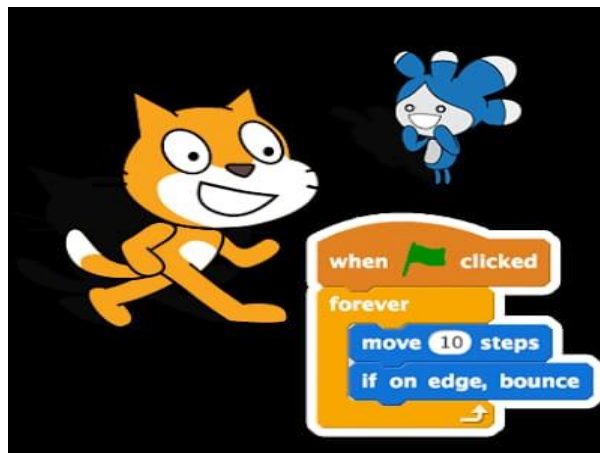 when clicked
forever
move 10 steps
if on edge, bounce